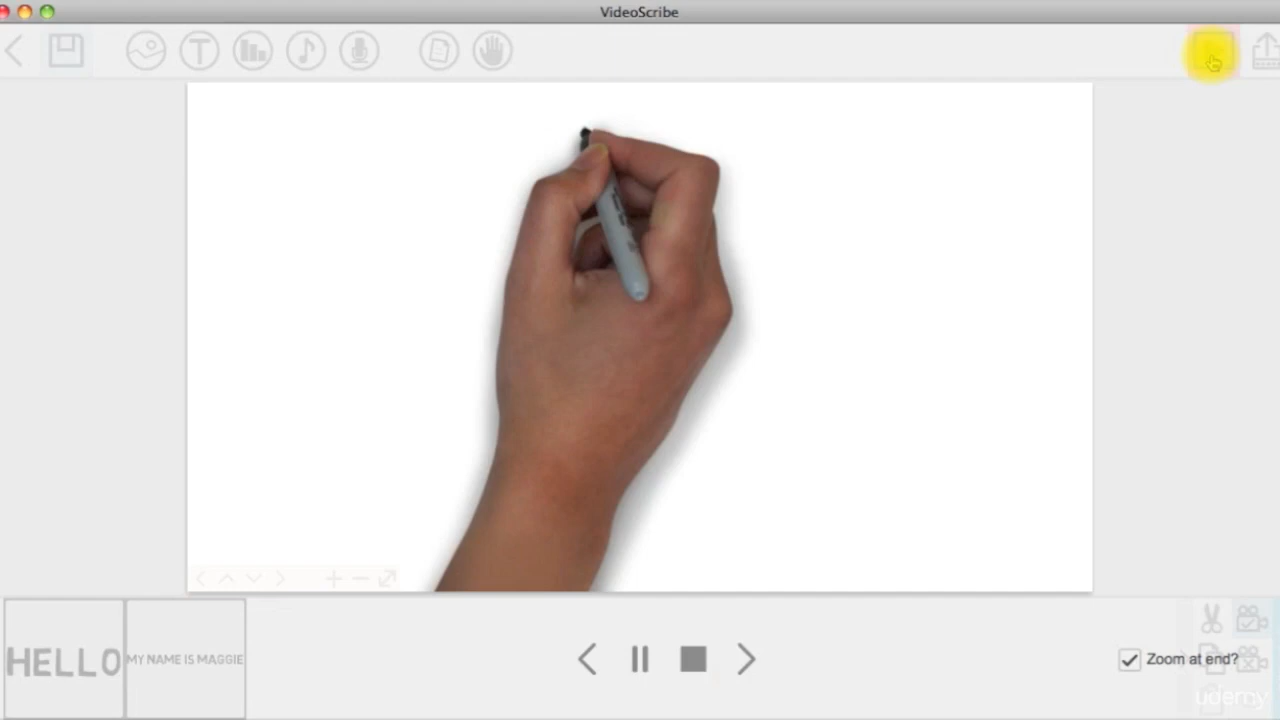 VideoScribe
HELLO
MY NAME IS MAGGIE
Zoom at end?
udemy